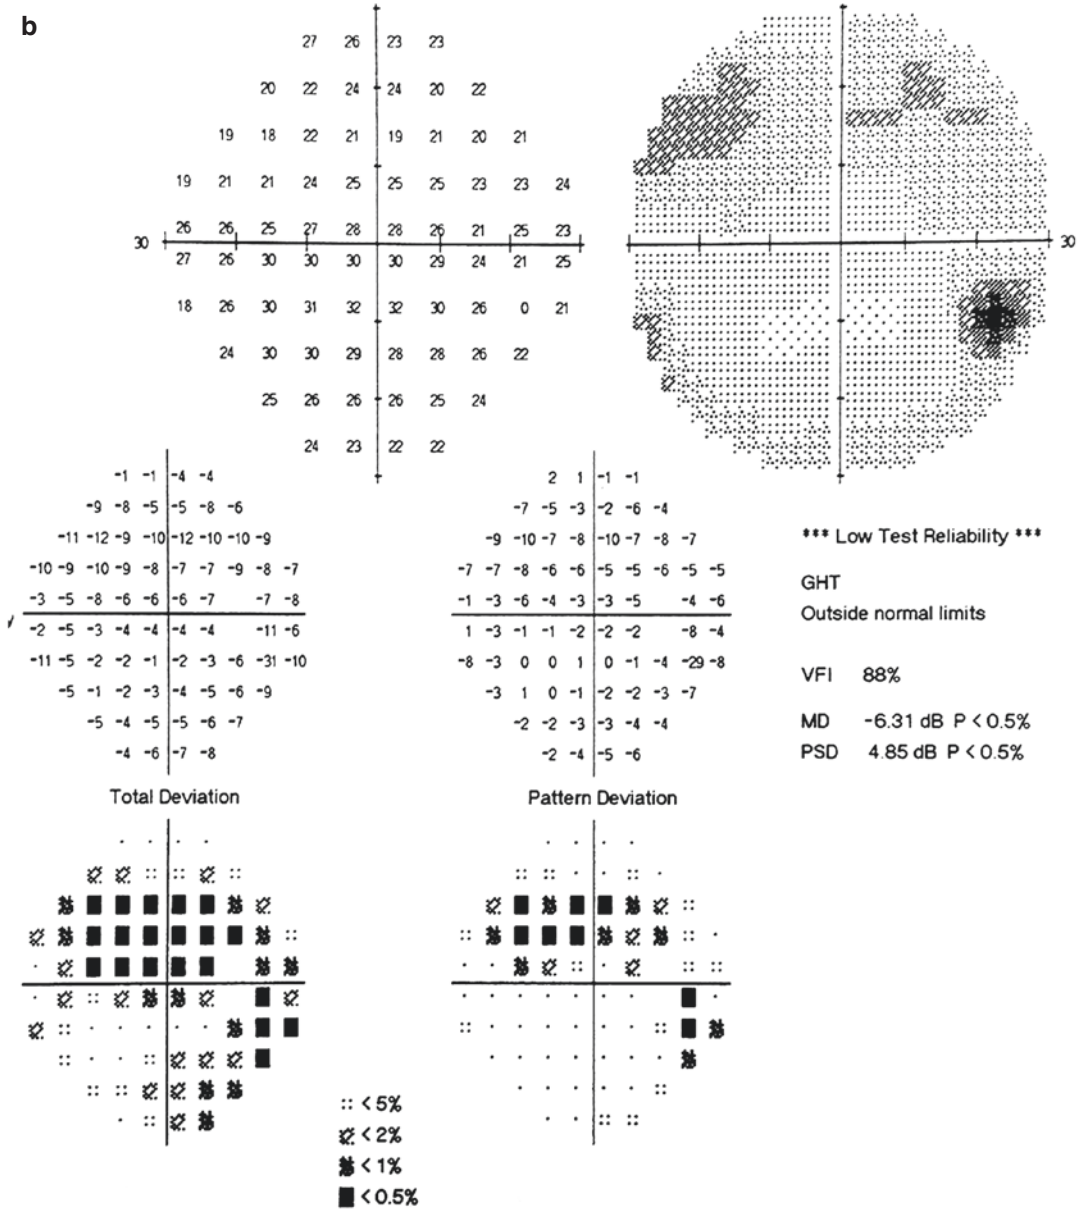 b
27 26 23 23
20 22 24 24 20 22
19 18 22 21 19 21 20 21
19 21 21 24 25 25 25 23 23 24
26 26 25 27 28 28 26 21 25 23
30
30
27 26 30 30 30 30 29 24 21 25
18 26 30 31 32 32 30 26 0 21
24 30 30 29 28 28 26 22
25 26 26 26 25 24
24 23 22 22
-1 -1 -4 -4
-9 -8 -5 -5 -8 -6
-11 -12 -9 -10 -12 -10 -10 -9
-10 -9 -10 -9 -8 -7 -7 -9 -8 -7
-3 -5 -8 -6 -6 -6 -7 -7 -8
-2 -5 -3 -4 -4 -4 -4 -11 -6
-11 -5 -2 -2 -1 -2 -3 -6 -31 -10
-5 -1 -2 -3 -4 -5 -6 -9
-5 -4 -5 -5 -6 -7
-4 -6 -7 -8
Total Deviation
2 1 -1 -1
-7 -5 -3 -2 -6 -4
-9 -10 -7 -8 -10 -7 -8 -7
-7 -7 -8 -6 -6 -5 -5 -6 -5 -5
-1 -3 -6 -4 -3 -3 -5 -4 -6
1 -3 -1 -1 -2 -2 -2 -8 -4
-8 -3 0 0 1 0 -1 -4 -29 -8
-3 1 0 -1 -2 -2 -3 -7
-2 -2 -3 -3 -4 -4
-2 -4 -5 -6
Pattern Deviation
*** Low Test Reliability ***
GHT
Outside normal limits
VFI 88%
MD -6.31 dB P < 0.5%
PSD 4.85 dB P < 0.5%
< 5%
< 2%
< 1%
< 0.5%